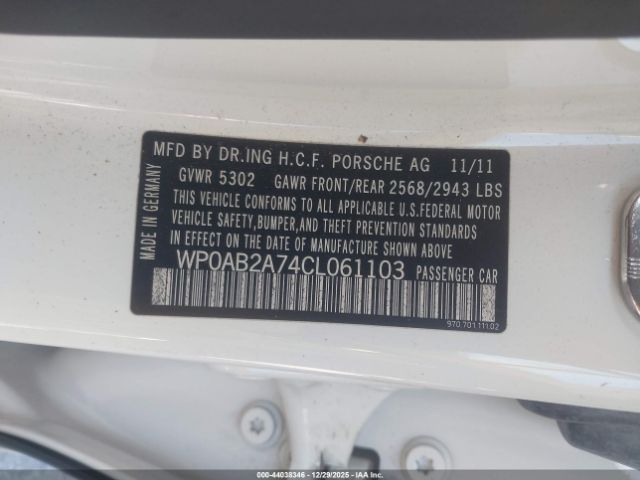 MFD BY DR.ING H.C.F. PORSCHE AG 11/11
GVWR 5302 GAWR FRONT/REAR 2568/2943 LBS
THIS VEHICLE CONFORMS TO ALL APPLICABLE U.S.FEDERAL MOTOR
VEHICLE SAFETY,BUMPER,AND THEFT PREVENTION STANDARDS
IN EFFECT ON THE DATE OF MANUFACTURE SHOWN ABOVE.
WP0AB2A74CL061103 PASSENGER CAR
MADE IN GERMANY
970 701 111 02
000-44038346 - 12/29/2025 - IAAI.COM